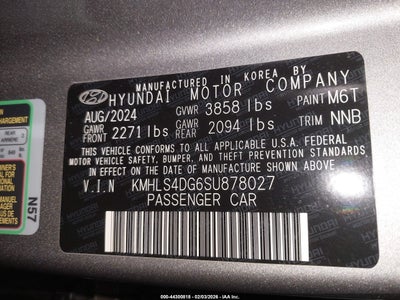 MANUFACTURED IN KOREA BY
HYUNDAI MOTOR COMPANY
AUG/2024 GVWR 3858 lbs PAINT M6T
GAWR FRONT 2271 lbs GAWR REAR 2094 lbs TRIM NNB
THIS VEHICLE CONFORMS TO ALL APPLICABLE U.S. FEDERAL
MOTOR VEHICLE SAFETY, BUMPER, AND THEFT PREVENTION
STANDARDS IN EFFECT ON THE DATE OF MANUFACTURE SHOWN ABOVE.
V.I.N KMHLS4DG6SU878027
PASSENGER CAR
N57
000-44300818 - 02/03/2026 - IAA Inc.